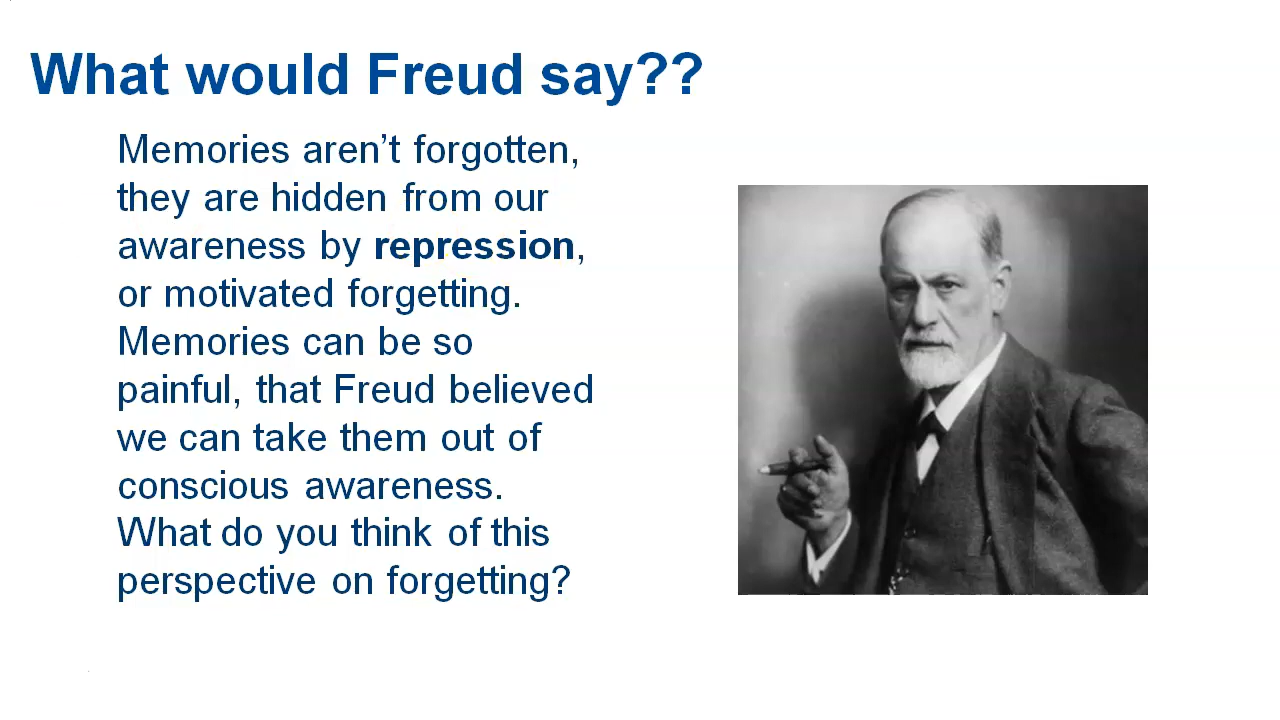 What would Freud say??
Memories aren’t forgotten,
they are hidden from our
awareness by repression,
or motivated forgetting.
Memories can be so
painful, that Freud believed
we can take them out of
conscious awareness.
What do you think of this
perspective on forgetting?